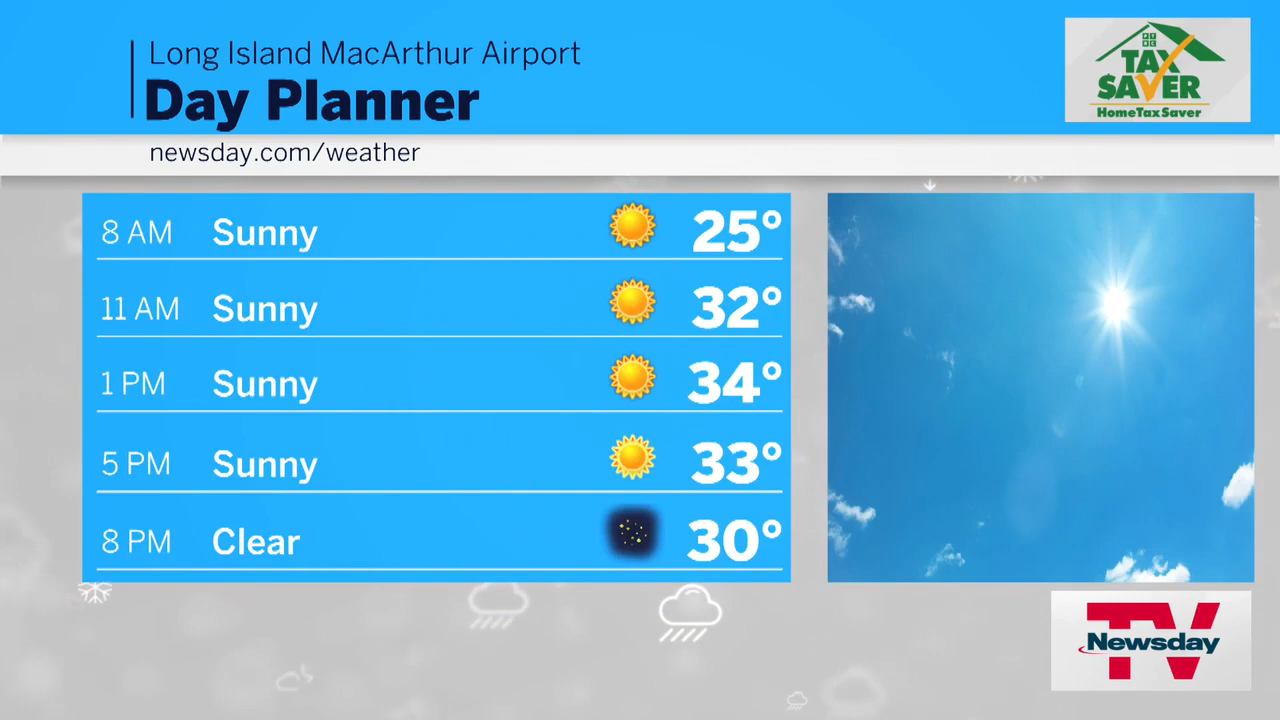 Long Island MacArthur Airport
Day Planner
TAX
SAVER
HomeTaxSaver
newsday.com/weather
8 AM Sunny 25°
11 AM Sunny 32°
1 PM Sunny 34°
5 PM Sunny 33°
8 PM Clear 30°
TV
Newsday